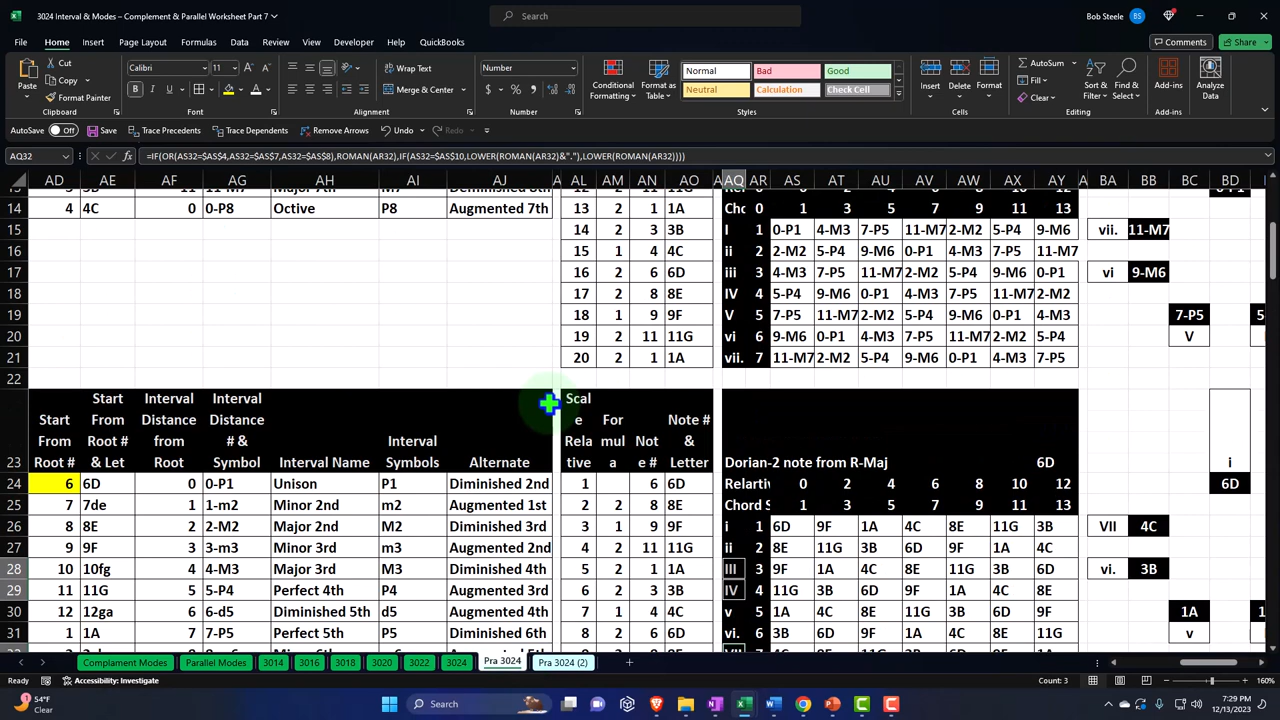 3024 Interval & Modes – Complement & Parallel Worksheet Part 7
Search
Bob Steele
BS
File Home Insert Page Layout Formulas Data Review View Developer Automate Help QuickBooks
Comments
Share
Cut
Copy
Format Painter
Paste
Clipboard
Calibri 11
B I U
Font
Wrap Text
Merge & Center
Alignment
Number
$ % ,
Number
Conditional Formatting
Format as Table
Normal Bad Good
Neutral Calculation Check Cell
Styles
Insert Delete Format
Cells
AutoSum
Fill
Clear
Sort & Filter
Find & Select
Editing
Add-ins
Add-ins
Analyze Data
AutoSave Off Save Trace Precedents Trace Dependents Remove Arrows Undo Redo
AQ32 fx =IF(OR(AS32=$AS$4,AS32=$AS$7,AS32=$AS$8),ROMAN(AR32),IF(AS32=$AS$10,LOWER(ROMAN(AR32)&"."),LOWER(ROMAN(AR32))))
AD AE AF AG AH AI AJ A AL AM AN AO A AQ AR AS AT AU AV AW AX AY A BA BB BC BD
14 4 4C 0 0-P8 Octive P8 Augmented 7th 13 2 1 1A Chc 0 1 3 5 7 9 11 13
15 14 2 3 3B I 1 0-P1 4-M3 7-P5 11-M7 2-M2 5-P4 9-M6 vii. 11-M7
16 15 1 4 4C ii 2 2-M2 5-P4 9-M6 0-P1 4-M3 7-P5 11-M7
17 16 2 6 6D iii 3 4-M3 7-P5 11-M7 2-M2 5-P4 9-M6 0-P1 vi 9-M6
18 17 2 8 8E IV 4 5-P4 9-M6 0-P1 4-M3 7-P5 11-M7 2-M2
19 18 1 9 9F V 5 7-P5 11-M7 2-M2 5-P4 9-M6 0-P1 4-M3 7-P5 5
20 19 2 11 11G vi 6 9-M6 0-P1 4-M3 7-P5 11-M7 2-M2 5-P4 V
21 20 2 1 1A vii. 7 11-M7 2-M2 5-P4 9-M6 0-P1 4-M3 7-P5
22
23 Start From Root # Start From Root # & Let Interval Distance from Root Interval Distance # & Symbol Interval Name Interval Symbols Alternate Scal e Rela tive For mul a Not e # Note # & Letter Dorian-2 note from R-Maj 6D i
24 6 6D 0 0-P1 Unison P1 Diminished 2nd 1 6 6D Relartiv 0 2 4 6 8 10 12 6D
25 7 7de 1 1-m2 Minor 2nd m2 Augmented 1st 2 2 8 8E Chord S 1 3 5 7 9 11 13
26 8 8E 2 2-M2 Major 2nd M2 Diminished 3rd 3 1 9 9F i 1 6D 9F 1A 4C 8E 11G 3B VII 4C
27 9 9F 3 3-m3 Minor 3rd m3 Augmented 2nd 4 2 11 11G ii 2 8E 11G 3B 6D 9F 1A 4C
28 10 10fg 4 4-M3 Major 3rd M3 Diminished 4th 5 2 1 1A III 3 9F 1A 4C 8E 11G 3B 6D vi. 3B
29 11 11G 5 5-P4 Perfect 4th P4 Augmented 3rd 6 2 3 3B IV 4 11G 3B 6D 9F 1A 4C 8E
30 12 12ga 6 6-d5 Diminished 5th d5 Augmented 4th 7 1 4 4C v 5 1A 4C 8E 11G 3B 6D 9F 1A 1
31 1 1A 7 7-P5 Perfect 5th P5 Diminished 6th 8 2 6 6D vi. 6 3B 6D 9F 1A 4C 8E 11G v
Complament Modes Parallel Modes 3014 3016 3018 3020 3022 3024 Pra 3024 Pra 3024 (2)
Ready Accessibility: Investigate Count: 3 160%
54°F
Clear
Search
7:29 PM
12/13/2023